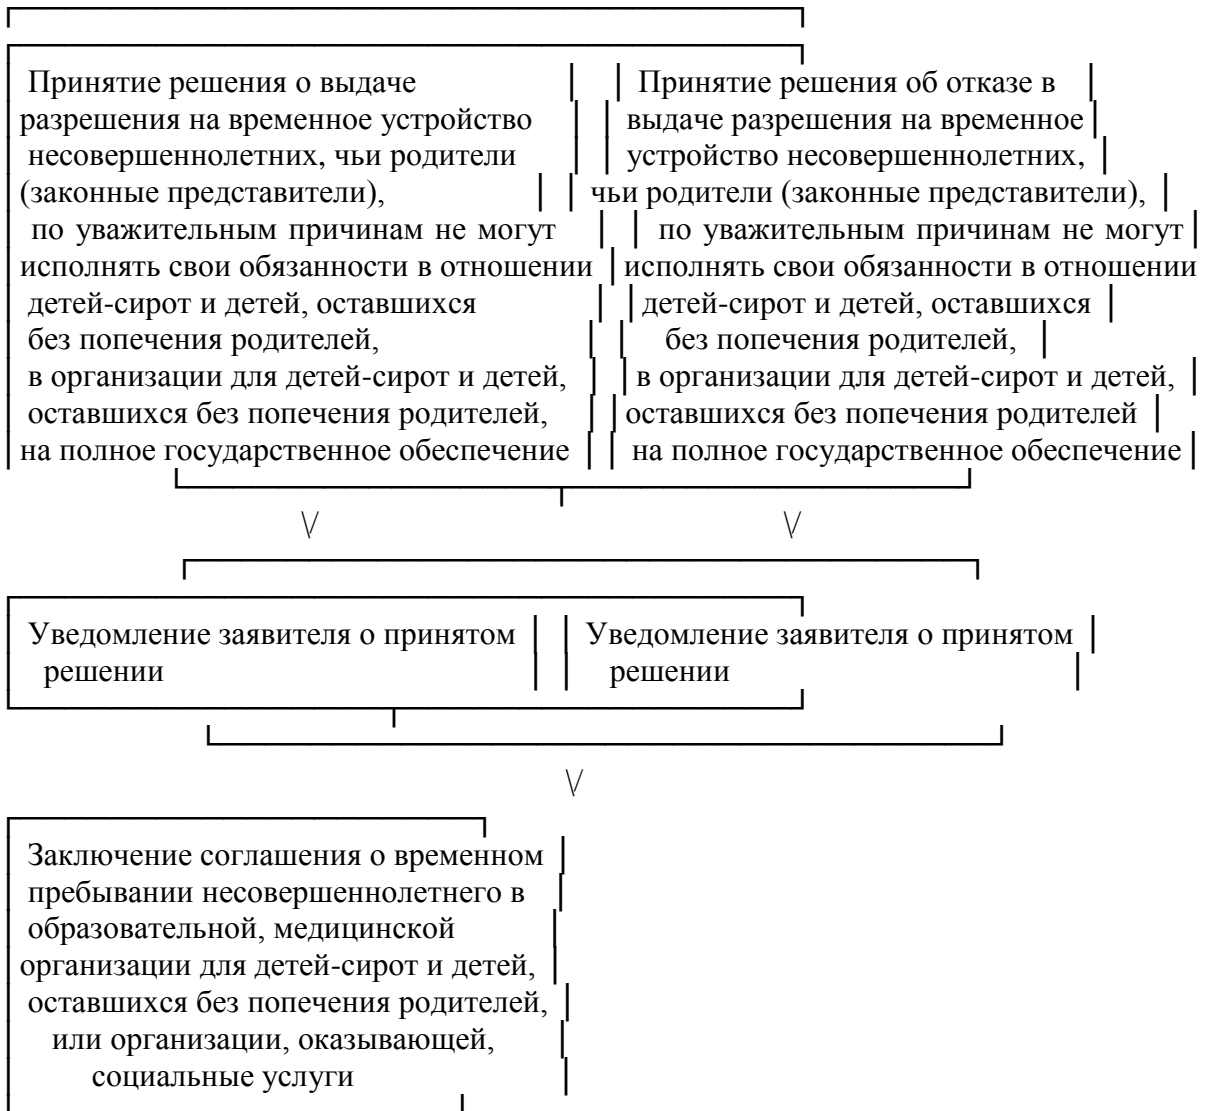 Принятие решения о выдаче
разрешения на временное устройство
несовершеннолетних, чьи родители
(законные представители),
по уважительным причинам не могут
исполнять свои обязанности в отношении
детей-сирот и детей, оставшихся
без попечения родителей,
в организации для детей-сирот и детей,
оставшихся без попечения родителей,
на полное государственное обеспечение
Принятие решения об отказе в
выдаче разрешения на временное
устройство несовершеннолетних,
чьи родители (законные представители),
по уважительным причинам не могут
исполнять свои обязанности в отношении
детей-сирот и детей, оставшихся
без попечения родителей,
в организации для детей-сирот и детей,
оставшихся без попечения родителей
на полное государственное обеспечение
\/ \/
Уведомление заявителя о принятом
решении
Уведомление заявителя о принятом
решении
\/
Заключение соглашения о временном
пребывании несовершеннолетнего в
образовательной, медицинской
организации для детей-сирот и детей,
оставшихся без попечения родителей,
или организации, оказывающей,
социальные услуги